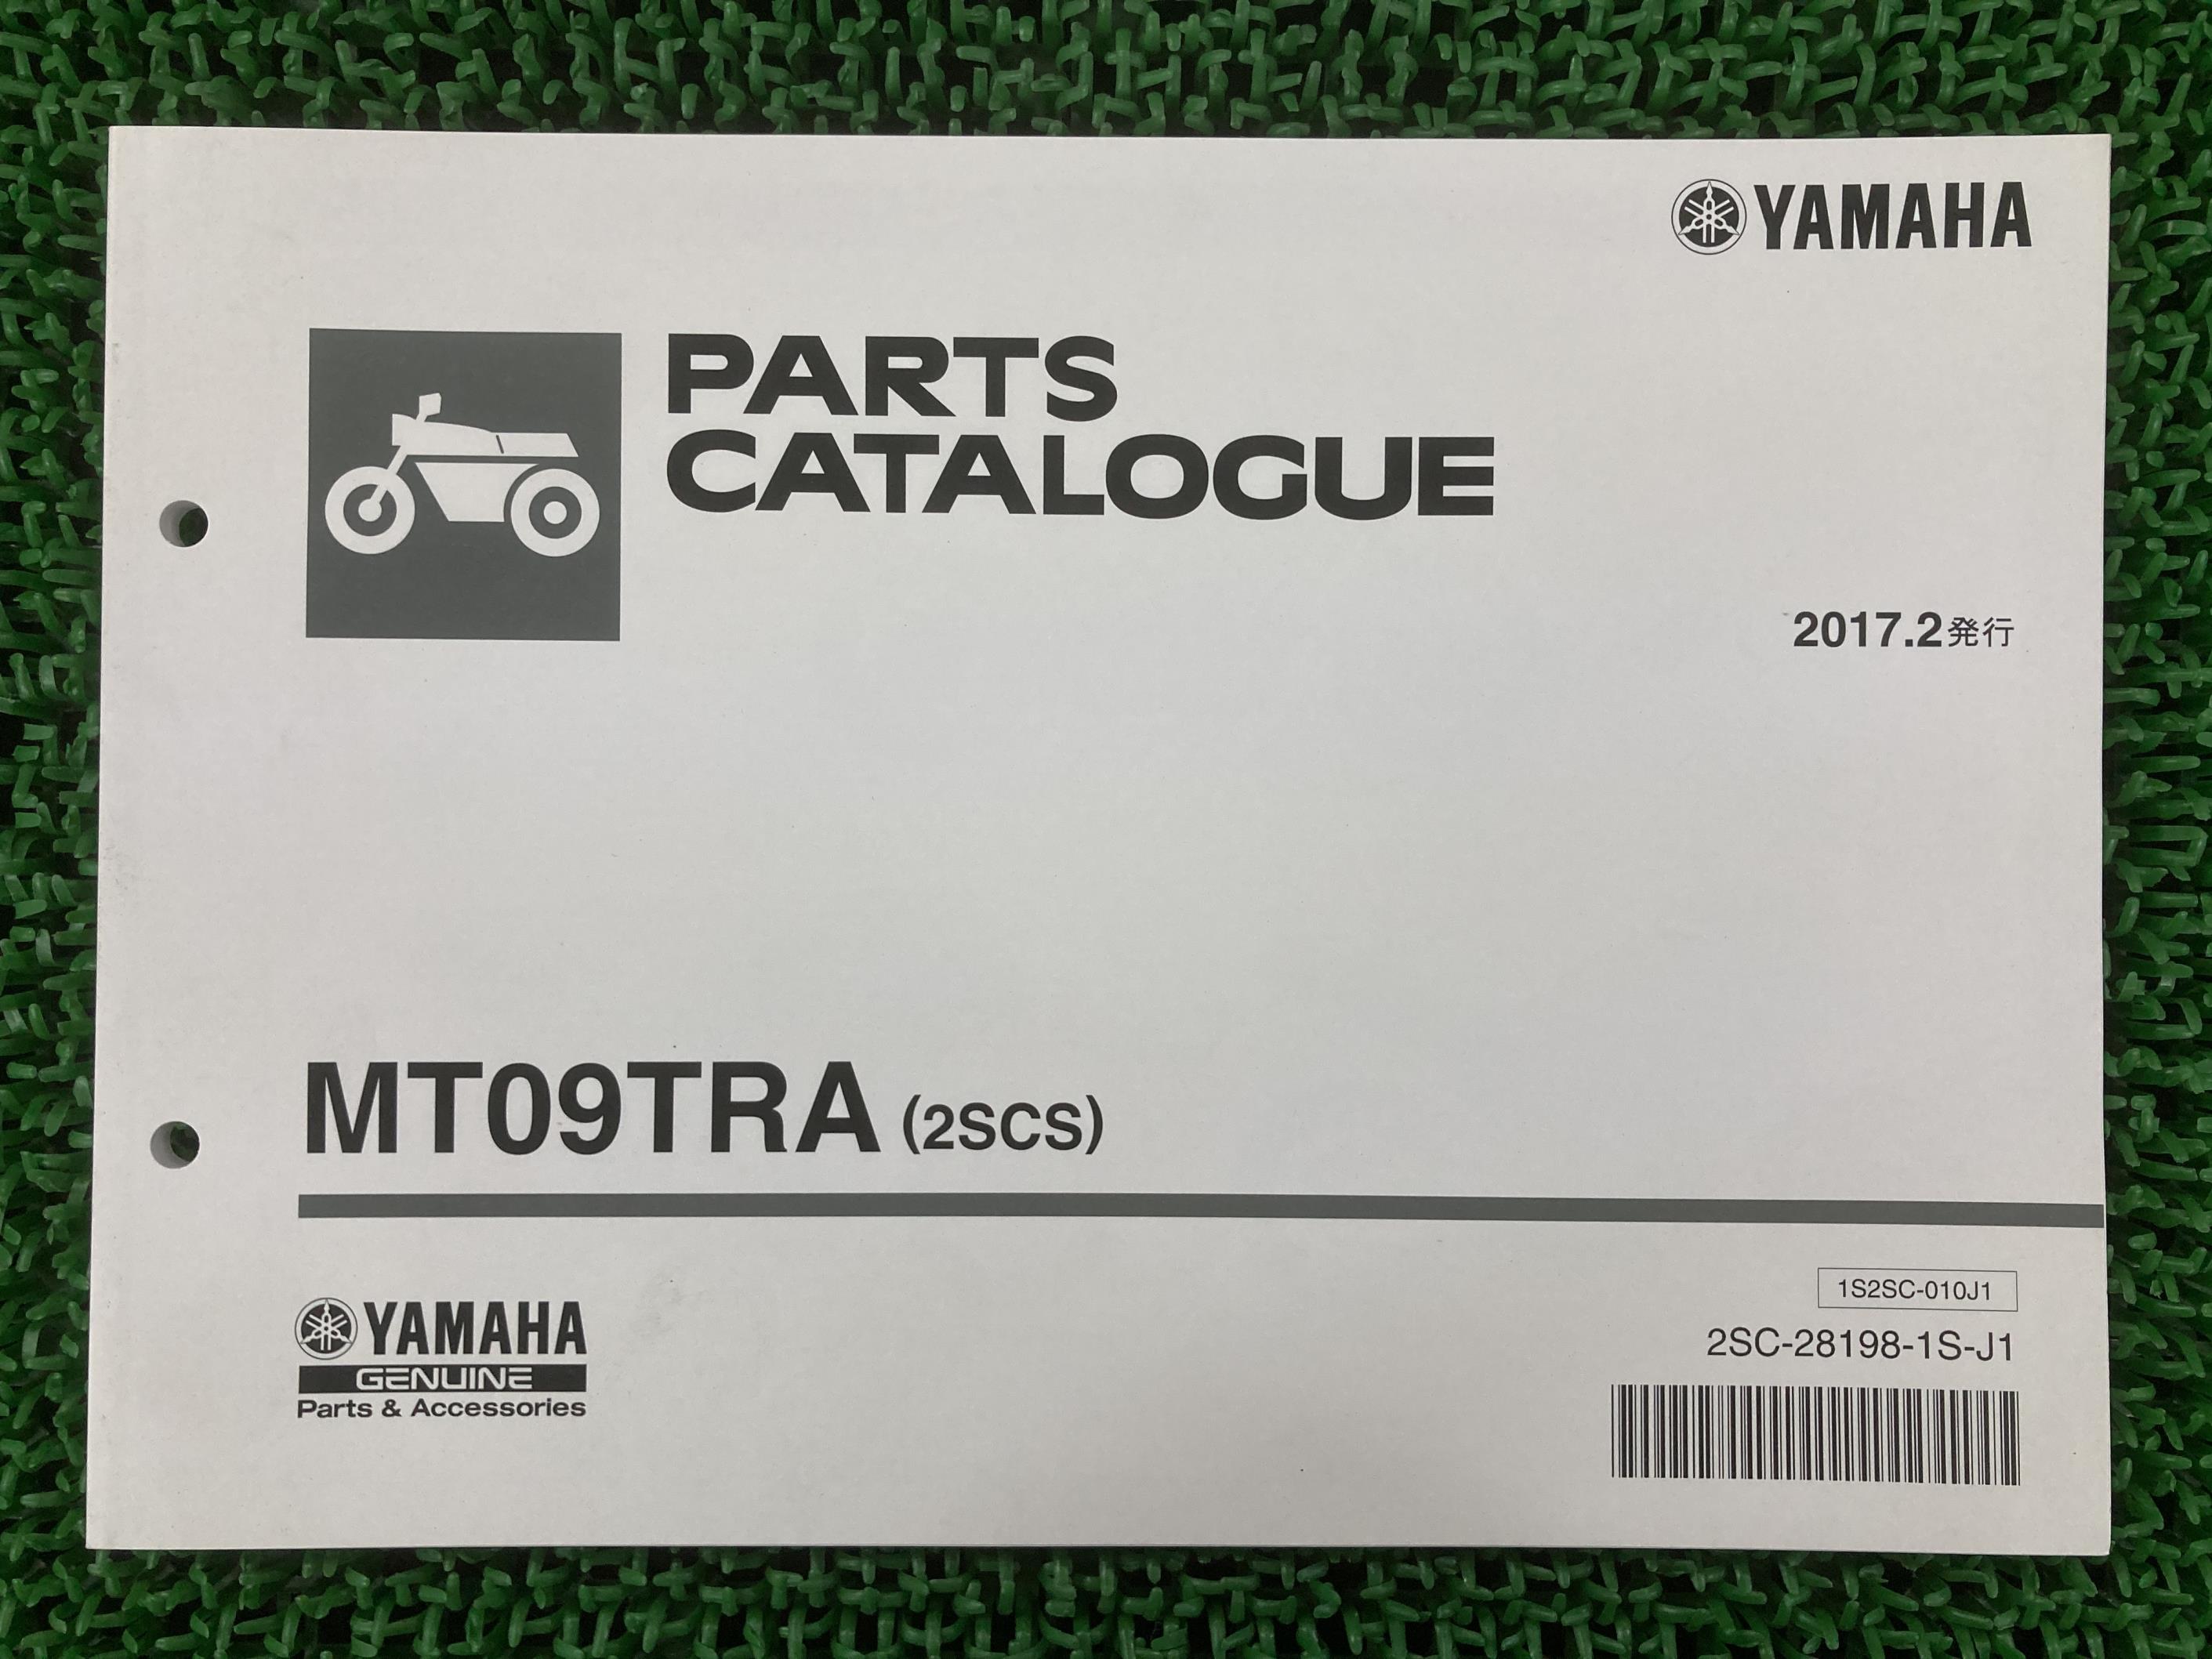 YAMAHA
PARTS
CATALOGUE
2017.2発行
MT09TRA (2SCS)
YAMAHA
GENUINE
Parts & Accessories
1S2SC-010J1
2SC-28198-1S-J1